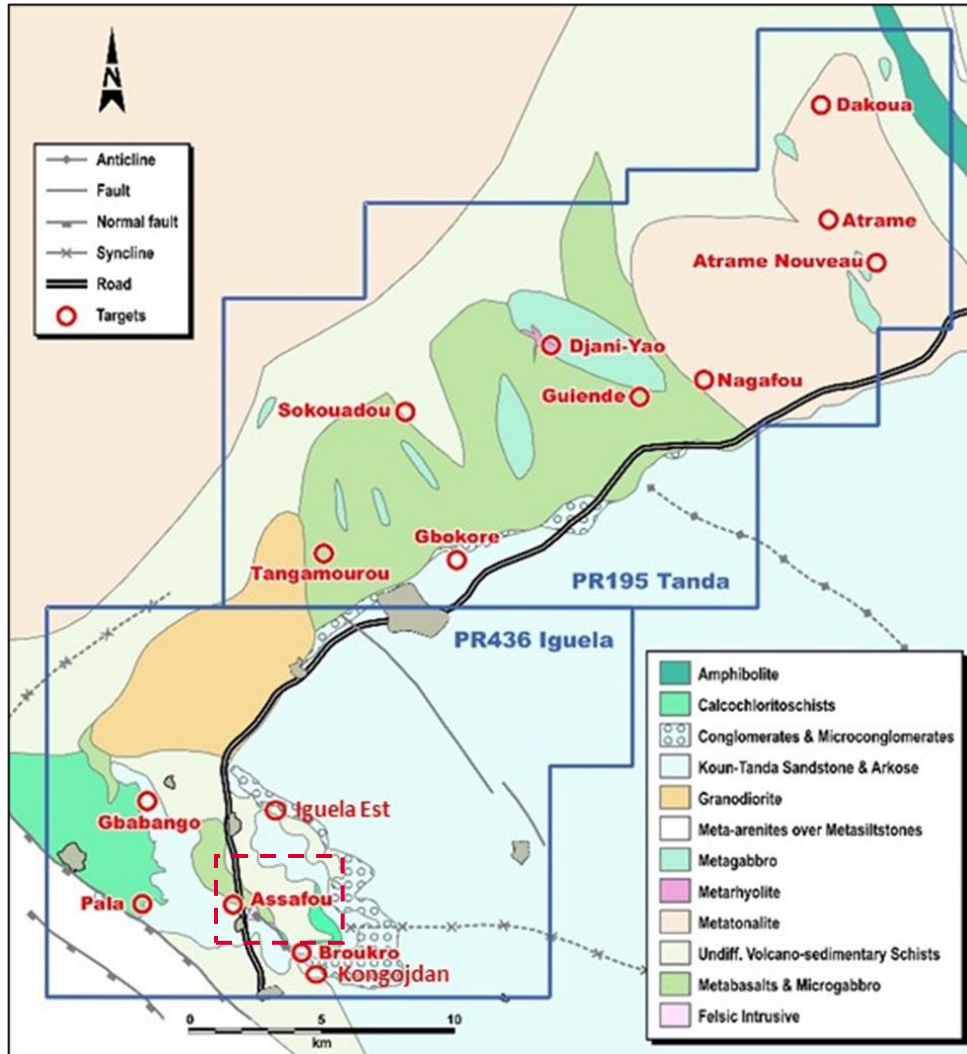 N
Anticline
Fault
Normal fault
Syncline
Road
Targets
Dakoua
Atrame
Atrame Nouveau
Djani-Yao
Nagafou
Guiende
Sokouadou
Gbokore
Tangamourou
PR195 Tanda
PR436 Iguela
Gbabango
Iguela Est
Pala
Assafou
Broukro
Kongojdan
Amphibolite
Calcochloritoschists
Conglomerates & Microconglomerates
Koun-Tanda Sandstone & Arkose
Granodiorite
Meta-arenites over Metasiltstones
Metagabbro
Metarhyolite
Metatonalite
Undiff. Volcano-sedimentary Schists
Metabasalts & Microgabbro
Felsic Intrusive
0 5 10
km